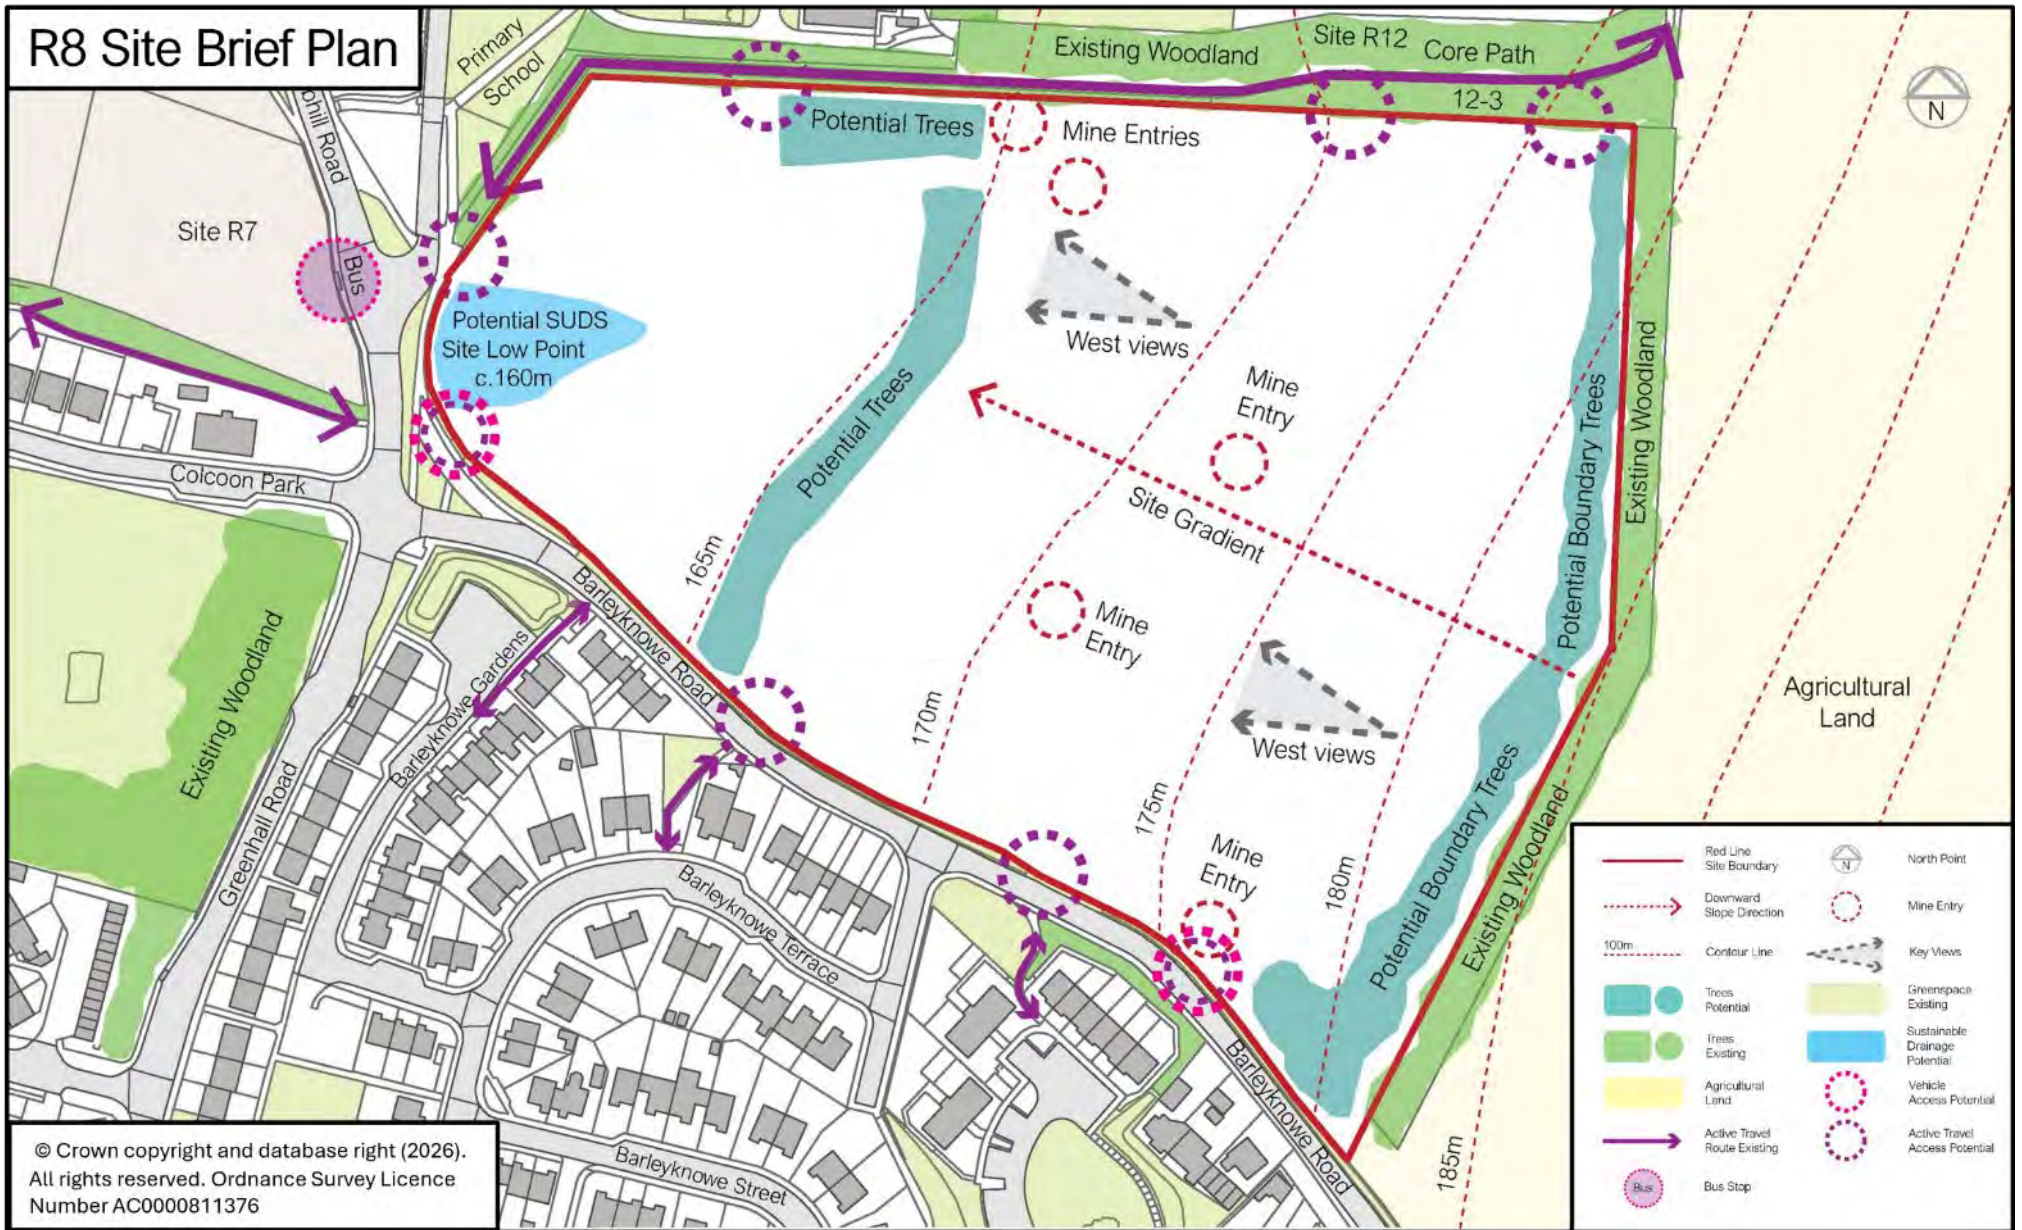 R8 Site Brief Plan
Primary
School
Existing Woodland
Site R12
Core Path
12-3
N
Road
Potential Trees
Mine Entries
Site R7
Bus
Potential SUDS
Site Low Point
c.160m
West views
Mine
Entry
Potential Trees
Site Gradient
Potential Boundary Trees
Existing Woodland
Colcoon Park
165m
Barleyknowe Road
Mine
Entry
Agricultural
Land
Existing Woodland
Barleyknowe Gardens
Greenhall Road
170m
West views
175m
180m
Mine
Entry
Potential Boundary Trees
Existing Woodland
Barleyknowe Terrace
Barleyknowe Road
Barleyknowe Street
185m
© Crown copyright and database right (2026).
All rights reserved. Ordnance Survey Licence
Number AC0000811376
Red Line
Site Boundary
N
North Point
Downward
Slope Direction
Mine Entry
100m
Contour Line
Key Views
Trees
Potential
Greenspace
Existing
Trees
Existing
Sustainable
Drainage
Potential
Agricultural
Land
Vehicle
Access Potential
Active Travel
Route Existing
Active Travel
Access Potential
Bus
Bus Stop